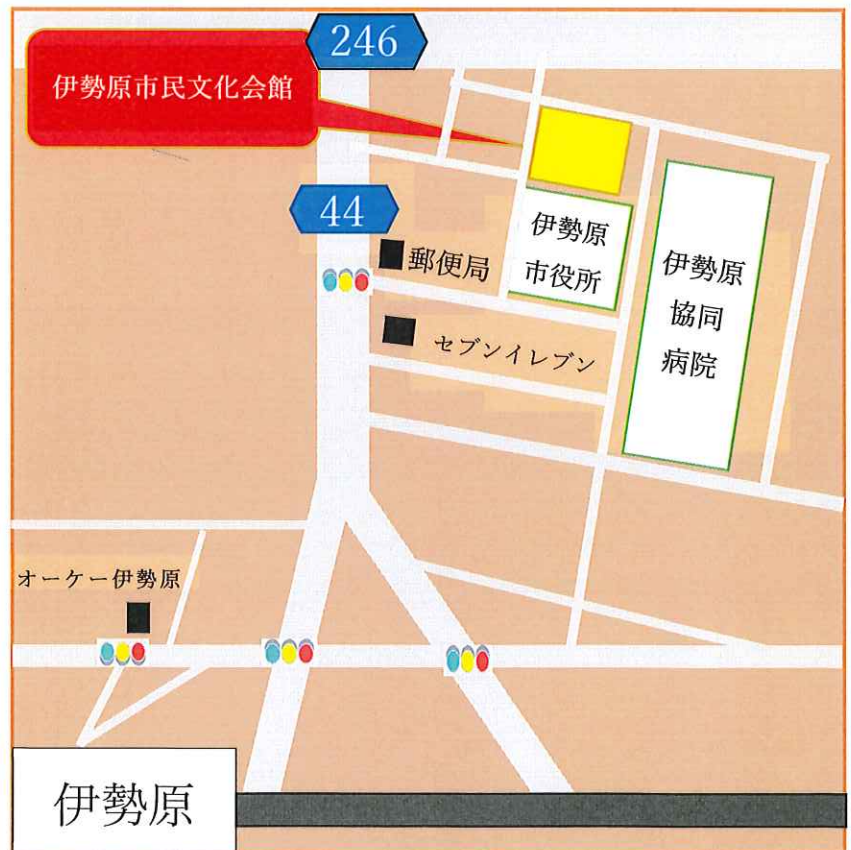 246
伊勢原市民文化会館
44
伊勢原
市役所
郵便局
伊勢原
協同
病院
セブンイレブン
オーケー伊勢原
伊勢原